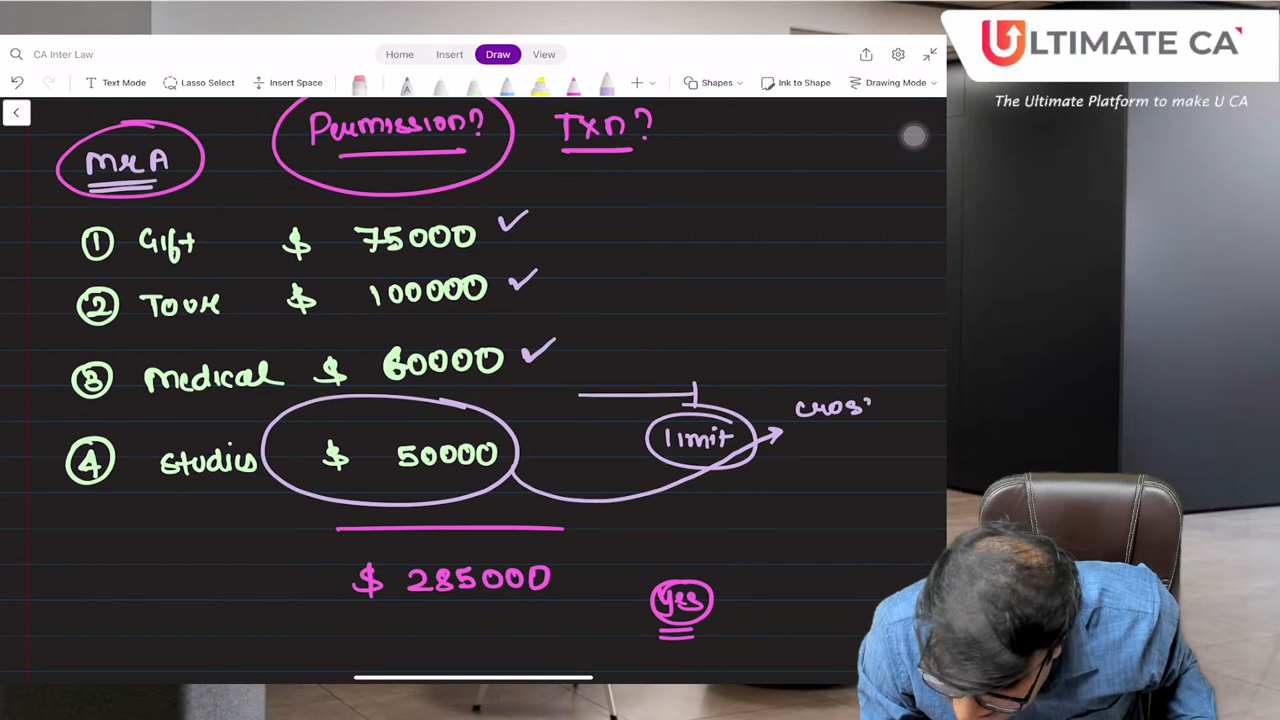 ULTIMATE CA
The Ultimate Platform to make U CA
CA Inter Law
Home Insert Draw View
Text Mode Lasso Select Insert Space Shapes Ink to Shape Drawing Mode
Permission? Txn?
Mr A
① Gift $ 75000 ✓
② Tour $ 100000 ✓
③ Medical $ 60000 ✓
cros
limit
④ Studies $ 50000
$ 285000
Yes